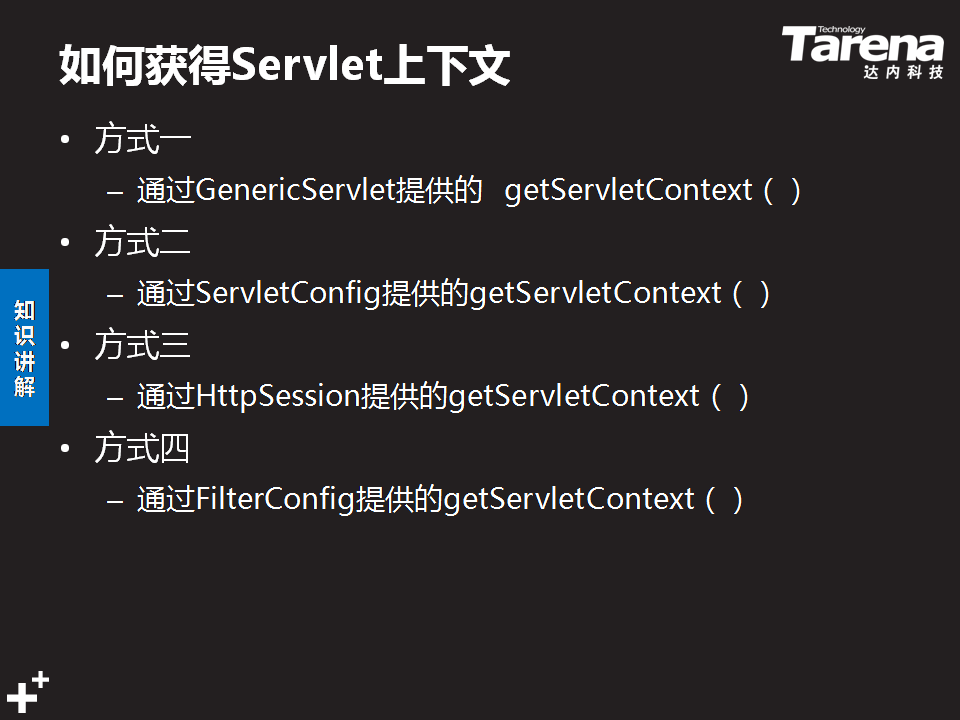 如何获得Servlet上下文
Technology
Tarena
达内科技
• 方式一
– 通过GenericServlet提供的 getServletContext（ ）
• 方式二
– 通过ServletConfig提供的getServletContext（ ）
• 方式三
– 通过HttpSession提供的getServletContext（ ）
• 方式四
– 通过FilterConfig提供的getServletContext（ ）
知
识
讲
解